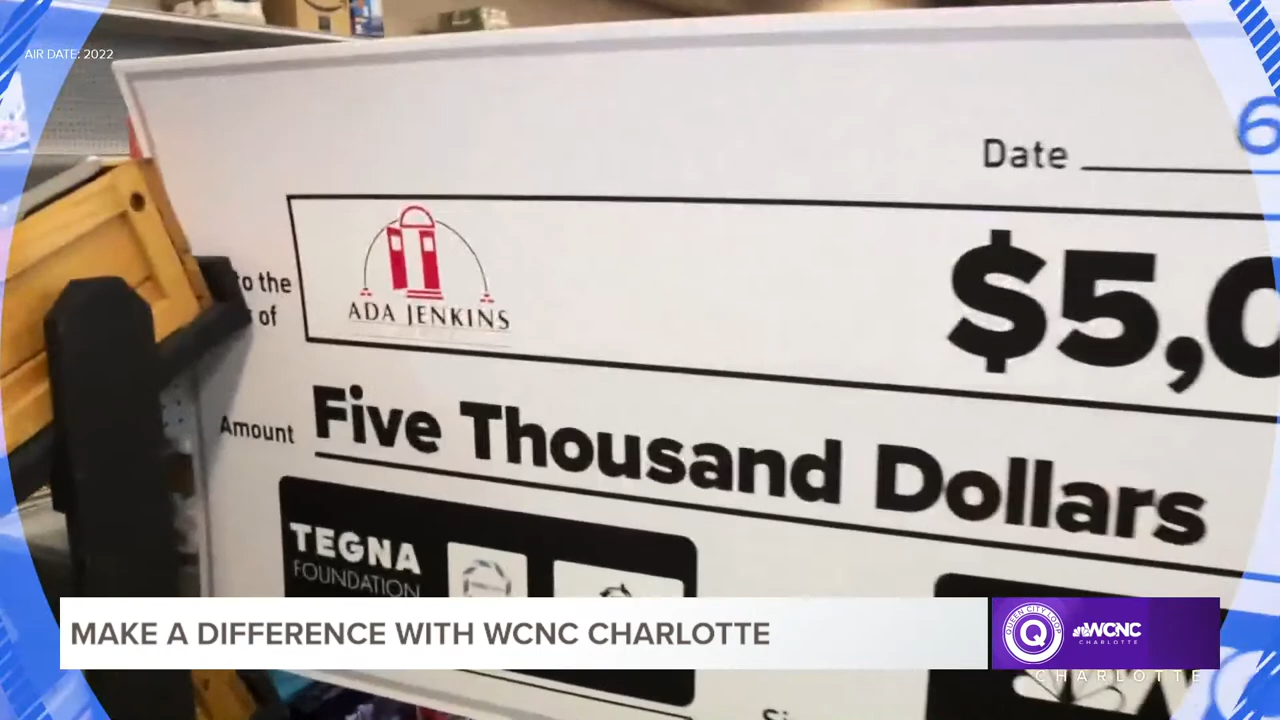 AIR DATE: 2022
6
Date
to the
of
ADA JENKINS
$5,0
Amount
Five Thousand Dollars
TEGNA
FOUNDATION
MAKE A DIFFERENCE WITH WCNC CHARLOTTE
QUEEN CITY LOOP
Q
WCNC
CHARLOTTE
CHARLOTTE